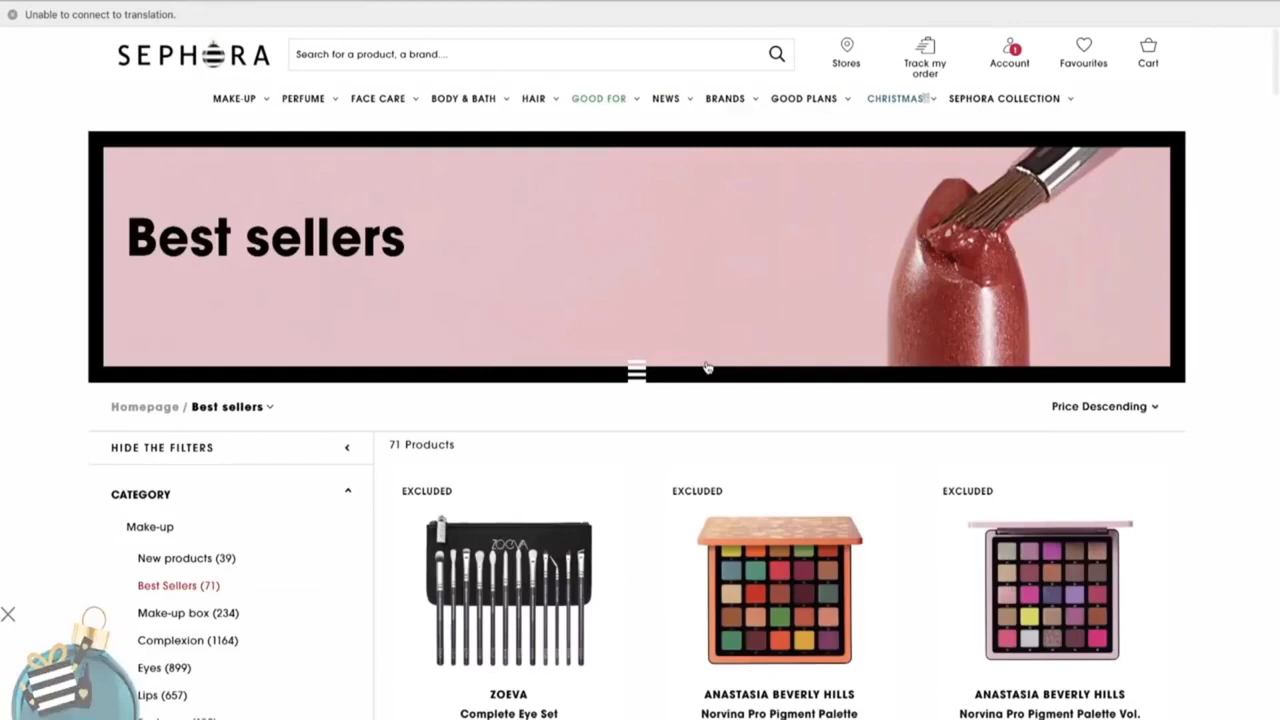 Unable to connect to translation.
SEPHORA
Search for a product, a brand....
Stores
Track my
order
1
Account
Favourites
Cart
MAKE-UP
PERFUME
FACE CARE
BODY & BATH
HAIR
GOOD FOR
NEWS
BRANDS
GOOD PLANS
CHRISTMAS
SEPHORA COLLECTION
Best sellers
Homepage / Best sellers
Price Descending
HIDE THE FILTERS
71 Products
CATEGORY
Make-up
New products (39)
Best Sellers (71)
Make-up box (234)
Complexion (1164)
Eyes (899)
Lips (657)
EXCLUDED
ZOEVA
ZOEVA
Complete Eye Set
EXCLUDED
ANASTASIA BEVERLY HILLS
Norvina Pro Pigment Palette
EXCLUDED
ANASTASIA BEVERLY HILLS
Norvina Pro Pigment Palette Vol.